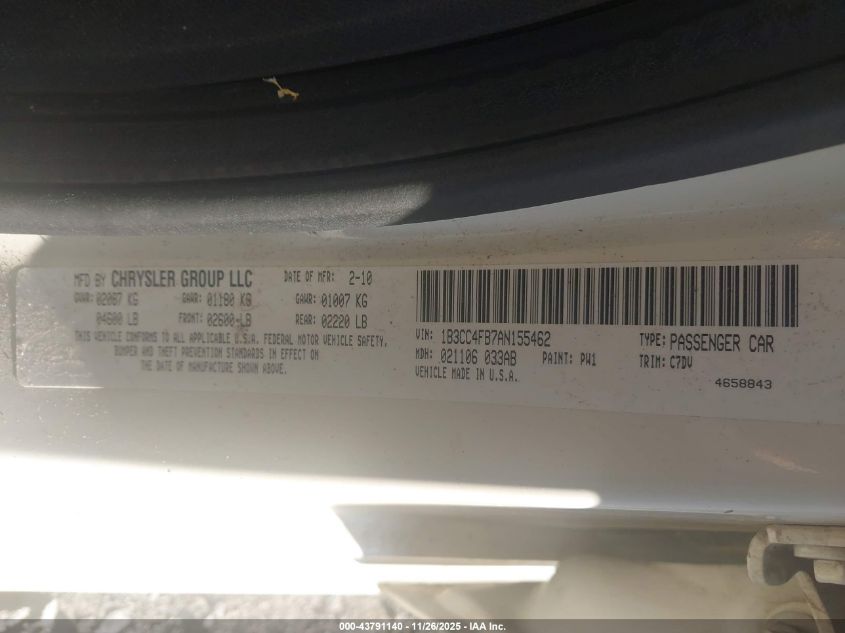 MFD BY CHRYSLER GROUP LLC DATE OF MFR: 2-10
GVWR: 02087 KG GAWR: 01180 KG GAWR: 01007 KG
04600 LB FRONT: 02600 LB REAR: 02220 LB
THIS VEHICLE CONFORMS TO ALL APPLICABLE U.S.A. FEDERAL MOTOR VEHICLE SAFETY,
BUMPER AND THEFT PREVENTION STANDARDS IN EFFECT ON
THE DATE OF MANUFACTURE SHOWN ABOVE.
VIN: 1B3CC4FB7AN155462 TYPE: PASSENGER CAR
MDH: 021106 033AB PAINT: PW1 TRIM: C7DV
VEHICLE MADE IN U.S.A.
4658843
000-43791140 - 11/26/2025 - IAA Inc.